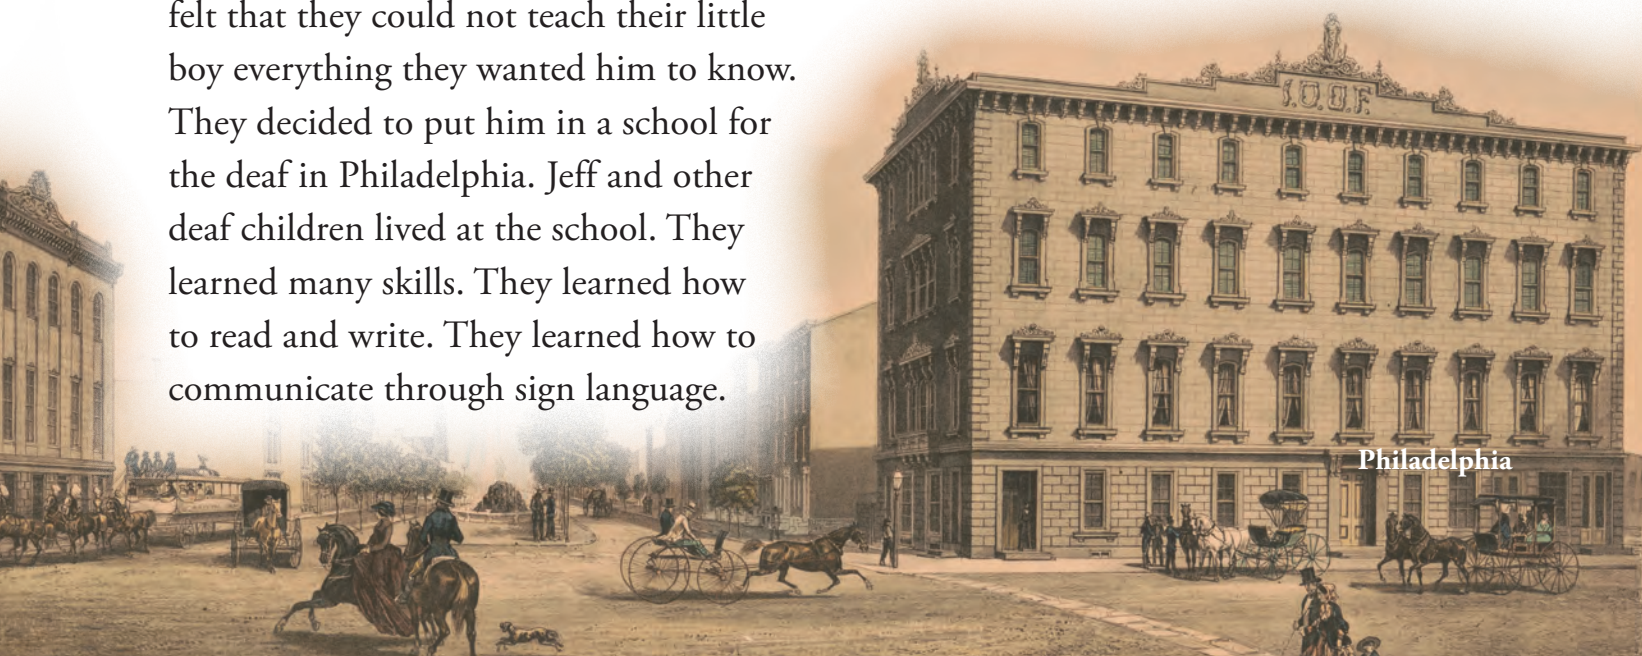 felt that they could not teach their little
boy everything they wanted him to know.
They decided to put him in a school for
the deaf in Philadelphia. Jeff and other
deaf children lived at the school. They
learned many skills. They learned how
to read and write. They learned how to
communicate through sign language.
I.O.O.F.
Philadelphia